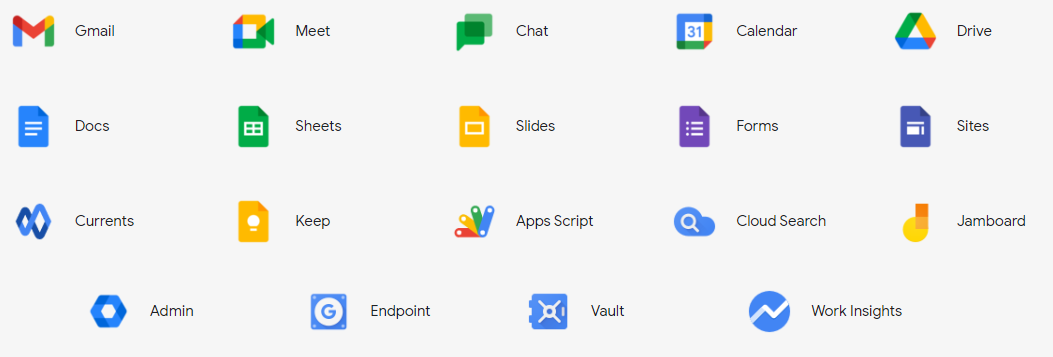 Gmail
Meet
Chat
31
Calendar
Drive
Docs
Sheets
Slides
Forms
Sites
Currents
Keep
Apps Script
Cloud Search
Jamboard
Admin
G
Endpoint
Vault
Work Insights